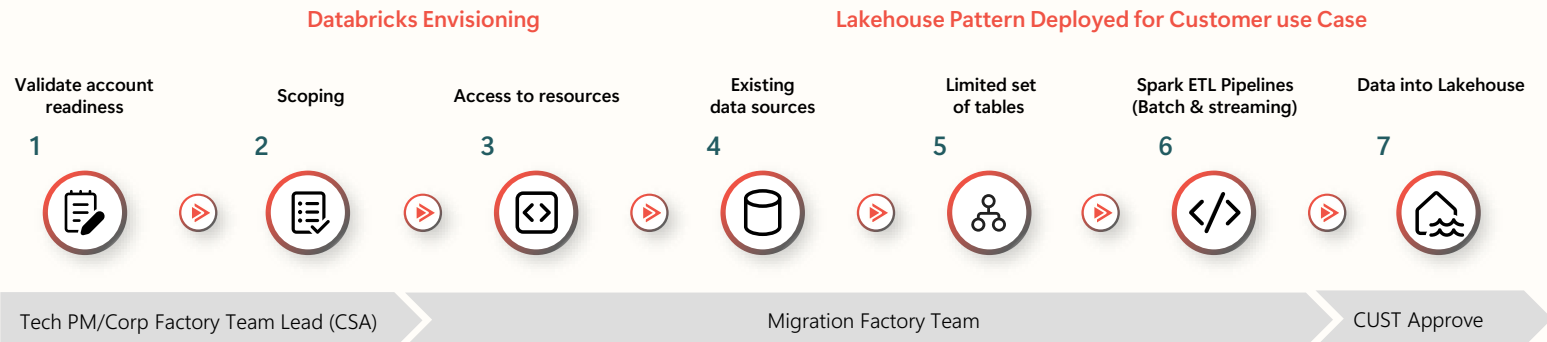 Databricks Envisioning
Lakehouse Pattern Deployed for Customer use Case
Validate account
readiness
Scoping
Access to resources
Existing
data sources
Limited set
of tables
Spark ETL Pipelines
(Batch & streaming)
Data into Lakehouse
1
2
3
4
5
6
7
Tech PM/Corp Factory Team Lead (CSA)
Migration Factory Team
CUST Approve